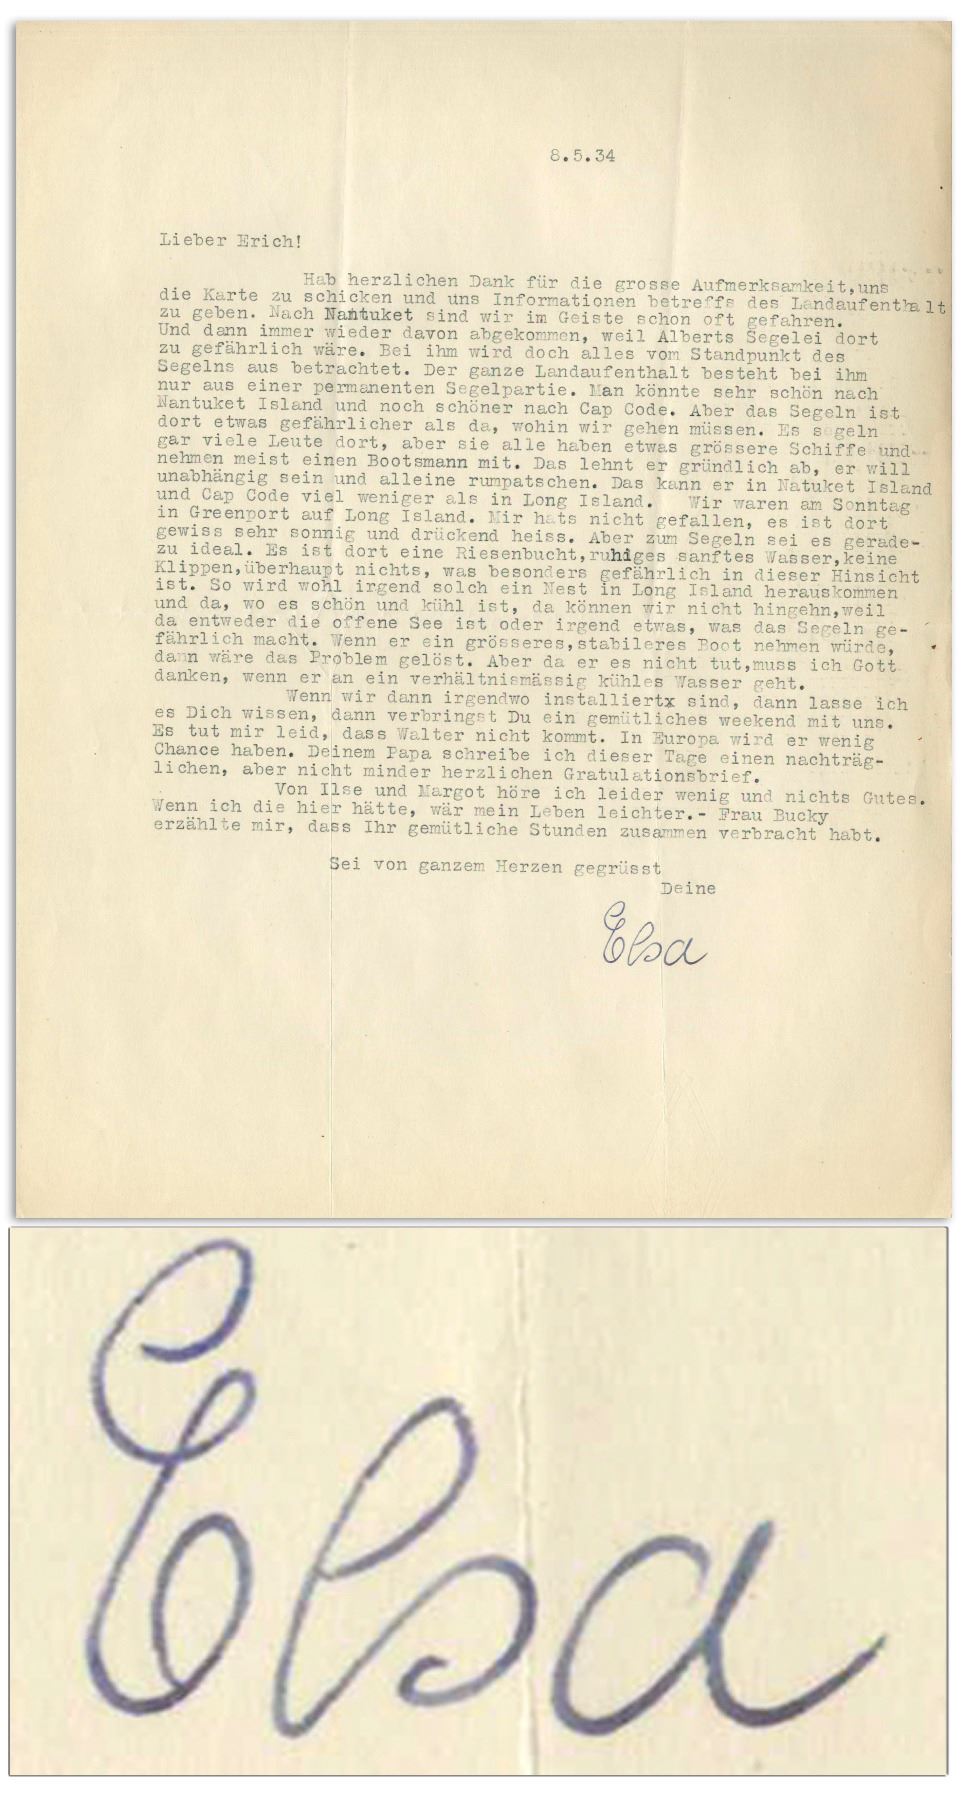 8.5.34
Lieber Erich!
Hab herzlichen Dank für die grosse Aufmerksamkeit,uns
die Karte zu schicken und uns Informationen betreffs des Landaufenthalt
zu geben. Nach Nantuket sind wir im Geiste schon oft gefahren.
Und dann immer wieder davon abgekommen, weil Alberts Segelei dort
zu gefährlich wäre. Bei ihm wird doch alles vom Standpunkt des
Segelns aus betrachtet. Der ganze Landaufenthalt besteht bei ihm
nur aus einer permanenten Segelpartie. Man könnte sehr schön nach
Nantuket Island und noch schöner nach Cap Code. Aber das Segeln ist
dort etwas gefährlicher als da, wohin wir gehen müssen. Es segeln
gar viele Leute dort, aber sie alle haben etwas grössere Schiffe und
nehmen meist einen Bootsmann mit. Das lehnt er gründlich ab, er will
unabhängig sein und alleine rumpatschen. Das kann er in Natuket Island
und Cap Code viel weniger als in Long Island. Wir waren am Sonntag
in Greenport auf Long Island. Mir hats nicht gefallen, es ist dort
gewiss sehr sonnig und drückend heiss. Aber zum Segeln sei es gerade-
zu ideal. Es ist dort eine Riesenbucht,ruhiges sanftes Wasser,keine
Klippen,überhaupt nichts, was besonders gefährlich in dieser Hinsicht
ist. So wird wohl irgend solch ein Nest in Long Island herauskommen
und da, wo es schön und kühl ist, da können wir nicht hingehn,weil
da entweder die offene See ist oder irgend etwas, was das Segeln ge-
fährlich macht. Wenn er ein grösseres,stabileres Boot nehmen würde,
dann wäre das Problem gelöst. Aber da er es nicht tut,muss ich Gott
danken, wenn er an ein verhältnismässig kühles Wasser geht.
Wenn wir dann irgendwo installiertx sind, dann lasse ich
es Dich wissen, dann verbringst Du ein gemütliches weekend mit uns.
Es tut mir leid, dass Walter nicht kommt. In Europa wird er wenig
Chance haben. Deinem Papa schreibe ich dieser Tage einen nachträg-
lichen, aber nicht minder herzlichen Gratulationsbrief.
Von Ilse und Margot höre ich leider wenig und nichts Gutes.
Wenn ich die hier hätte, wär mein Leben leichter.- Frau Bucky
erzählte mir, dass Ihr gemütliche Stunden zusammen verbracht habt.
Sei von ganzem Herzen gegrüsst
Deine
Elsa
Elsa